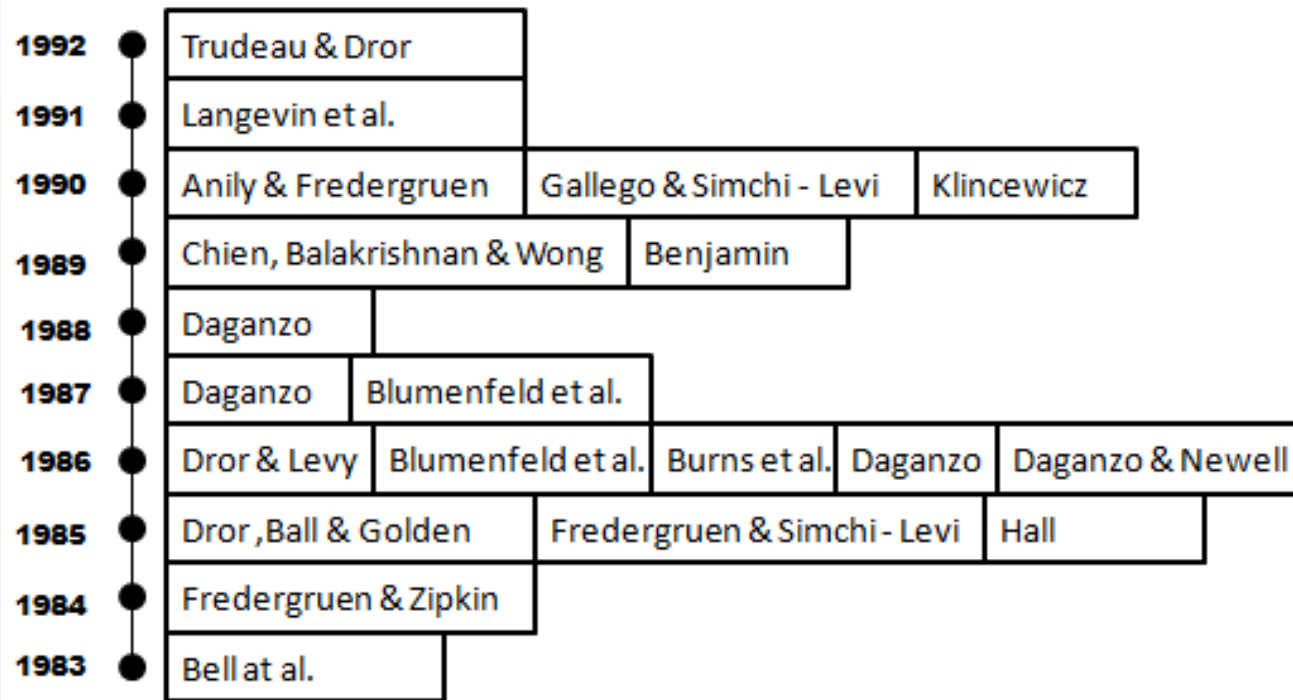 1992 Trudeau & Dror
1991 Langevin et al.
1990 Anily & Fredergruen Gallego & Simchi - Levi Klincewicz
1989 Chien, Balakrishnan & Wong Benjamin
1988 Daganzo
1987 Daganzo Blumenfeld et al.
1986 Dror & Levy Blumenfeld et al. Burns et al. Daganzo Daganzo & Newell
1985 Dror ,Ball & Golden Fredergruen & Simchi - Levi Hall
1984 Fredergruen & Zipkin
1983 Bell at al.